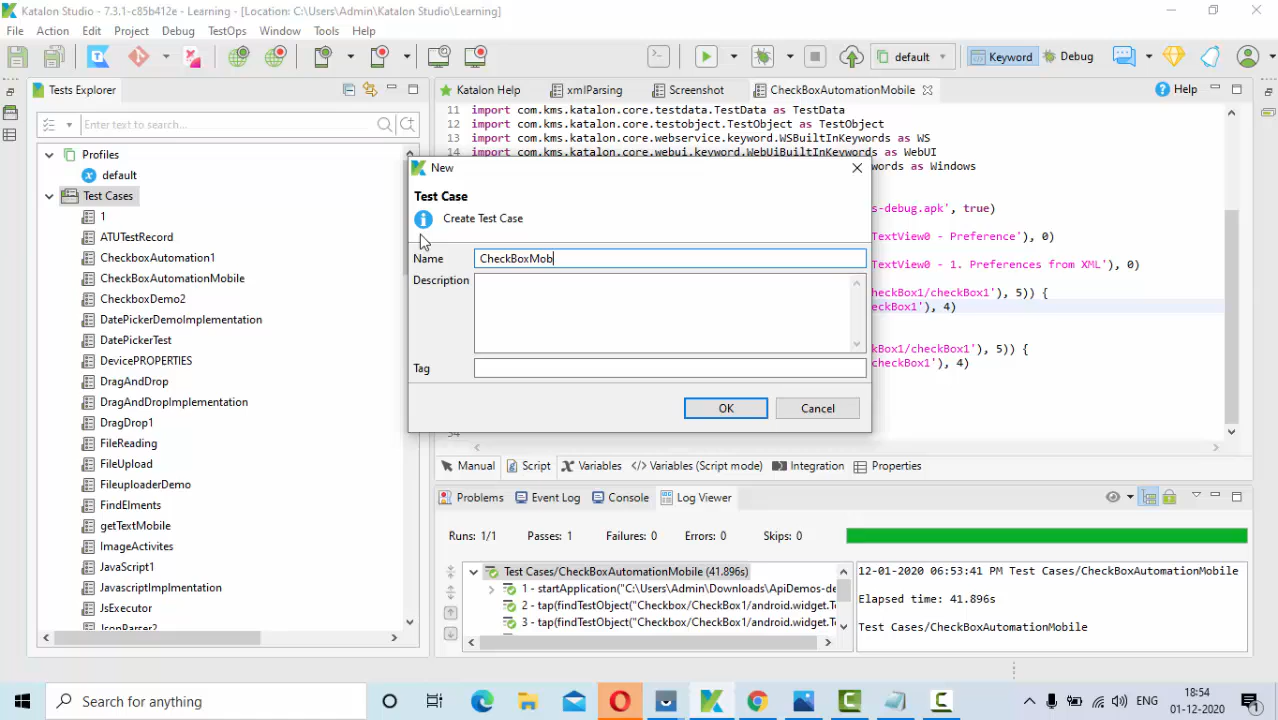 Katalon Studio - 7.3.1-c85b412e - Learning - [Location: C:\Users\Admin\Katalon Studio\Learning]
File Action Edit Project Debug TestOps Window Tools Help
default Keyword Debug
Tests Explorer
Katalon Help xmlParsing Screenshot CheckBoxAutomationMobile Help
Enter text to search...
11 import com.kms.katalon.core.testdata.TestData as TestData
12 import com.kms.katalon.core.testobject.TestObject as TestObject
13 import com.kms.katalon.core.webservice.keyword.WSBuiltInKeywords as WS
14 import com.kms.katalon.core.webui.keyword.WebUiBuiltInKeywords as WebUI
words as Windows
s-debug.apk', true)
TextView0 - Preference'), 0)
TextView0 - 1. Preferences from XML'), 0)
heckBox1/checkBox1'), 5)) {
eckBox1'), 4)
kBox1/checkBox1'), 5)) {
checkBox1'), 4)
Profiles
default
Test Cases
1
ATUTestRecord
CheckboxAutomation1
CheckBoxAutomationMobile
CheckboxDemo2
DatePickerDemoImplementation
DatePickerTest
DevicePROPERTIES
DragAndDrop
DragAndDropImplementation
DragDrop1
FileReading
FileUpload
FileuploaderDemo
FindElments
getTextMobile
ImageActivites
JavaScript1
JavascriptImplementation
JsExecutor
JsonParser2
New
Test Case
Create Test Case
Name CheckBoxMob
Description
Tag
OK Cancel
Manual Script Variables Variables (Script mode) Integration Properties
Problems Event Log Console Log Viewer
Runs: 1/1 Passes: 1 Failures: 0 Errors: 0 Skips: 0
Test Cases/CheckBoxAutomationMobile (41.896s)
1 - startApplication("C:\Users\Admin\Downloads\ApiDemos-de
2 - tap(findTestObject("Checkbox/CheckBox1/android.widget.T
3 - tap(findTestObject("Checkbox/CheckBox1/android.widget.T
12-01-2020 06:53:41 PM Test Cases/CheckBoxAutomationMobile
Elapsed time: 41.896s
Test Cases/CheckBoxAutomationMobile
Search for anything
ENG
18:54
01-12-2020
1